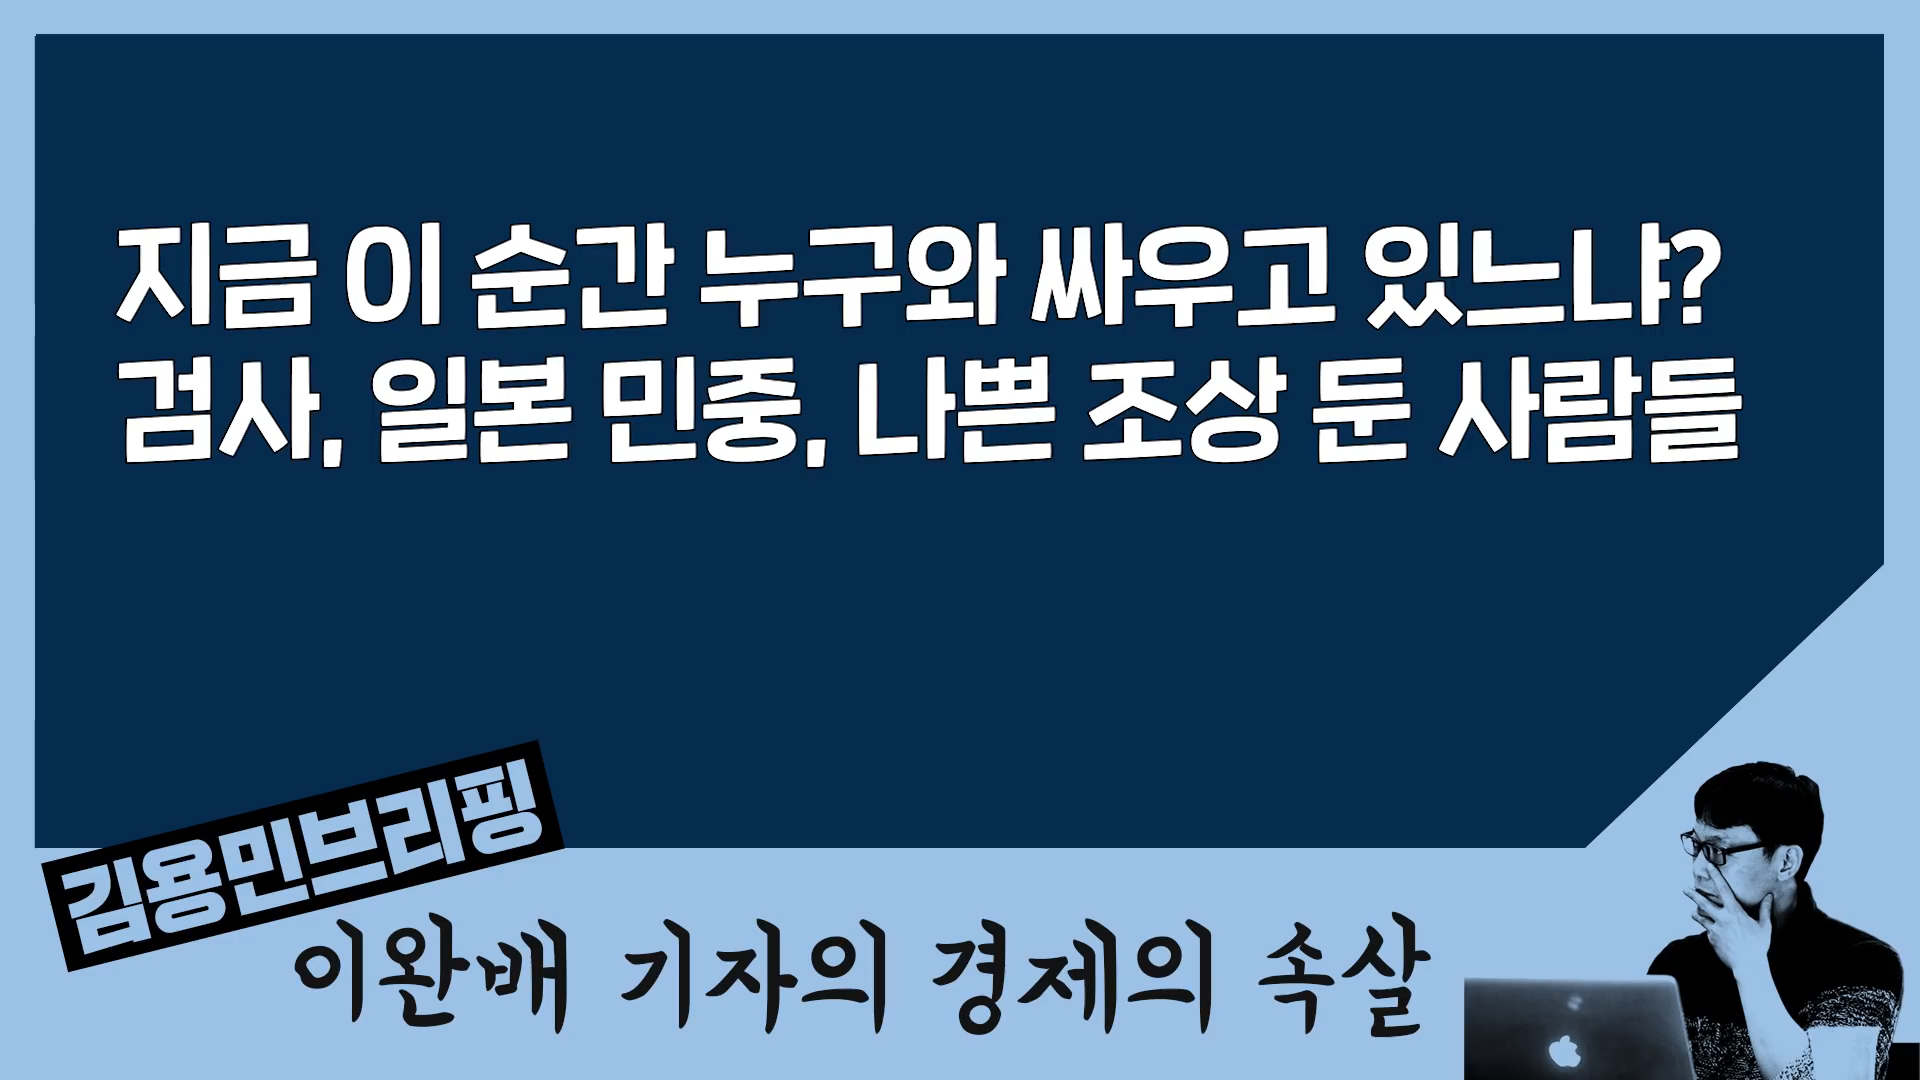 지금 이 순간 누구와 싸우고 있느냐?
검사, 일본 민중, 나쁜 조상 둔 사람들
김용민브리핑
이완배 기자의 경제의 속살